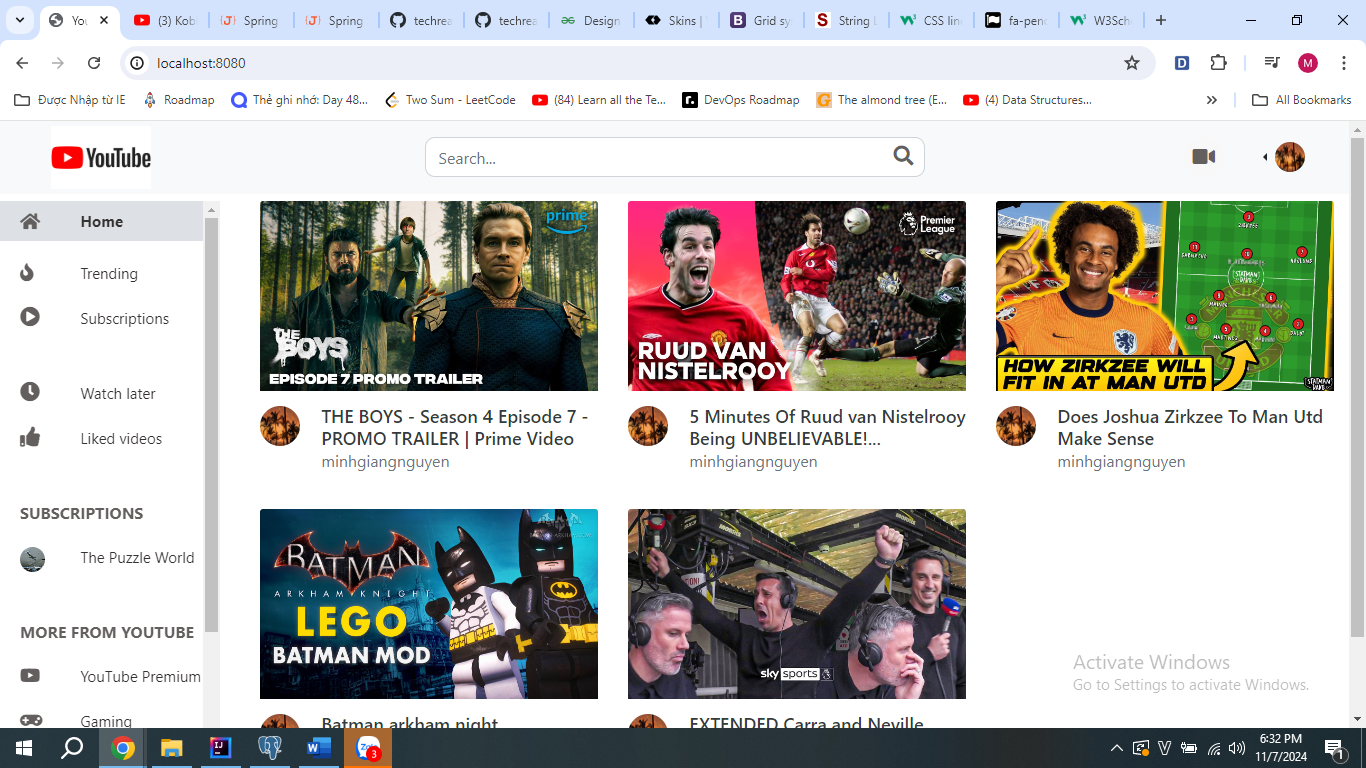 You
(3) Kob
Spring
Spring
techrea
techrea
Design
Skins |
Grid sy
String
CSS lin
fa-pen
W3Sch
localhost:8080
Được Nhập từ IE
Roadmap
Thẻ ghi nhớ: Day 48...
Two Sum - LeetCode
(84) Learn all the Te...
DevOps Roadmap
The almond tree (E...
(4) Data Structures...
All Bookmarks
YouTube
Search...
Home
Trending
Subscriptions
Watch later
Liked videos
SUBSCRIPTIONS
The Puzzle World
MORE FROM YOUTUBE
YouTube Premium
Gaming
prime
THE
BOYS
EPISODE 7 PROMO TRAILER
THE BOYS - Season 4 Episode 7 -
PROMO TRAILER | Prime Video
minhgiangnguyen
Premier
League
RUUD VAN
NISTELROOY
5 Minutes Of Ruud van Nistelrooy
Being UNBELIEVABLE!...
minhgiangnguyen
ZIRKZEE
STATMAN
DAVE
HOW ZIRKZEE WILL
FIT IN AT MAN UTD
STATMAN
DAVE
Does Joshua Zirkzee To Man Utd
Make Sense
minhgiangnguyen
BATMAN
ARKHAM KNIGHT
LEGO
BATMAN MOD
Batman arkham night
sky sports
EXTENDED Carra and Neville
Activate Windows
Go to Settings to activate Windows.
3
6:32 PM
11/7/2024
1